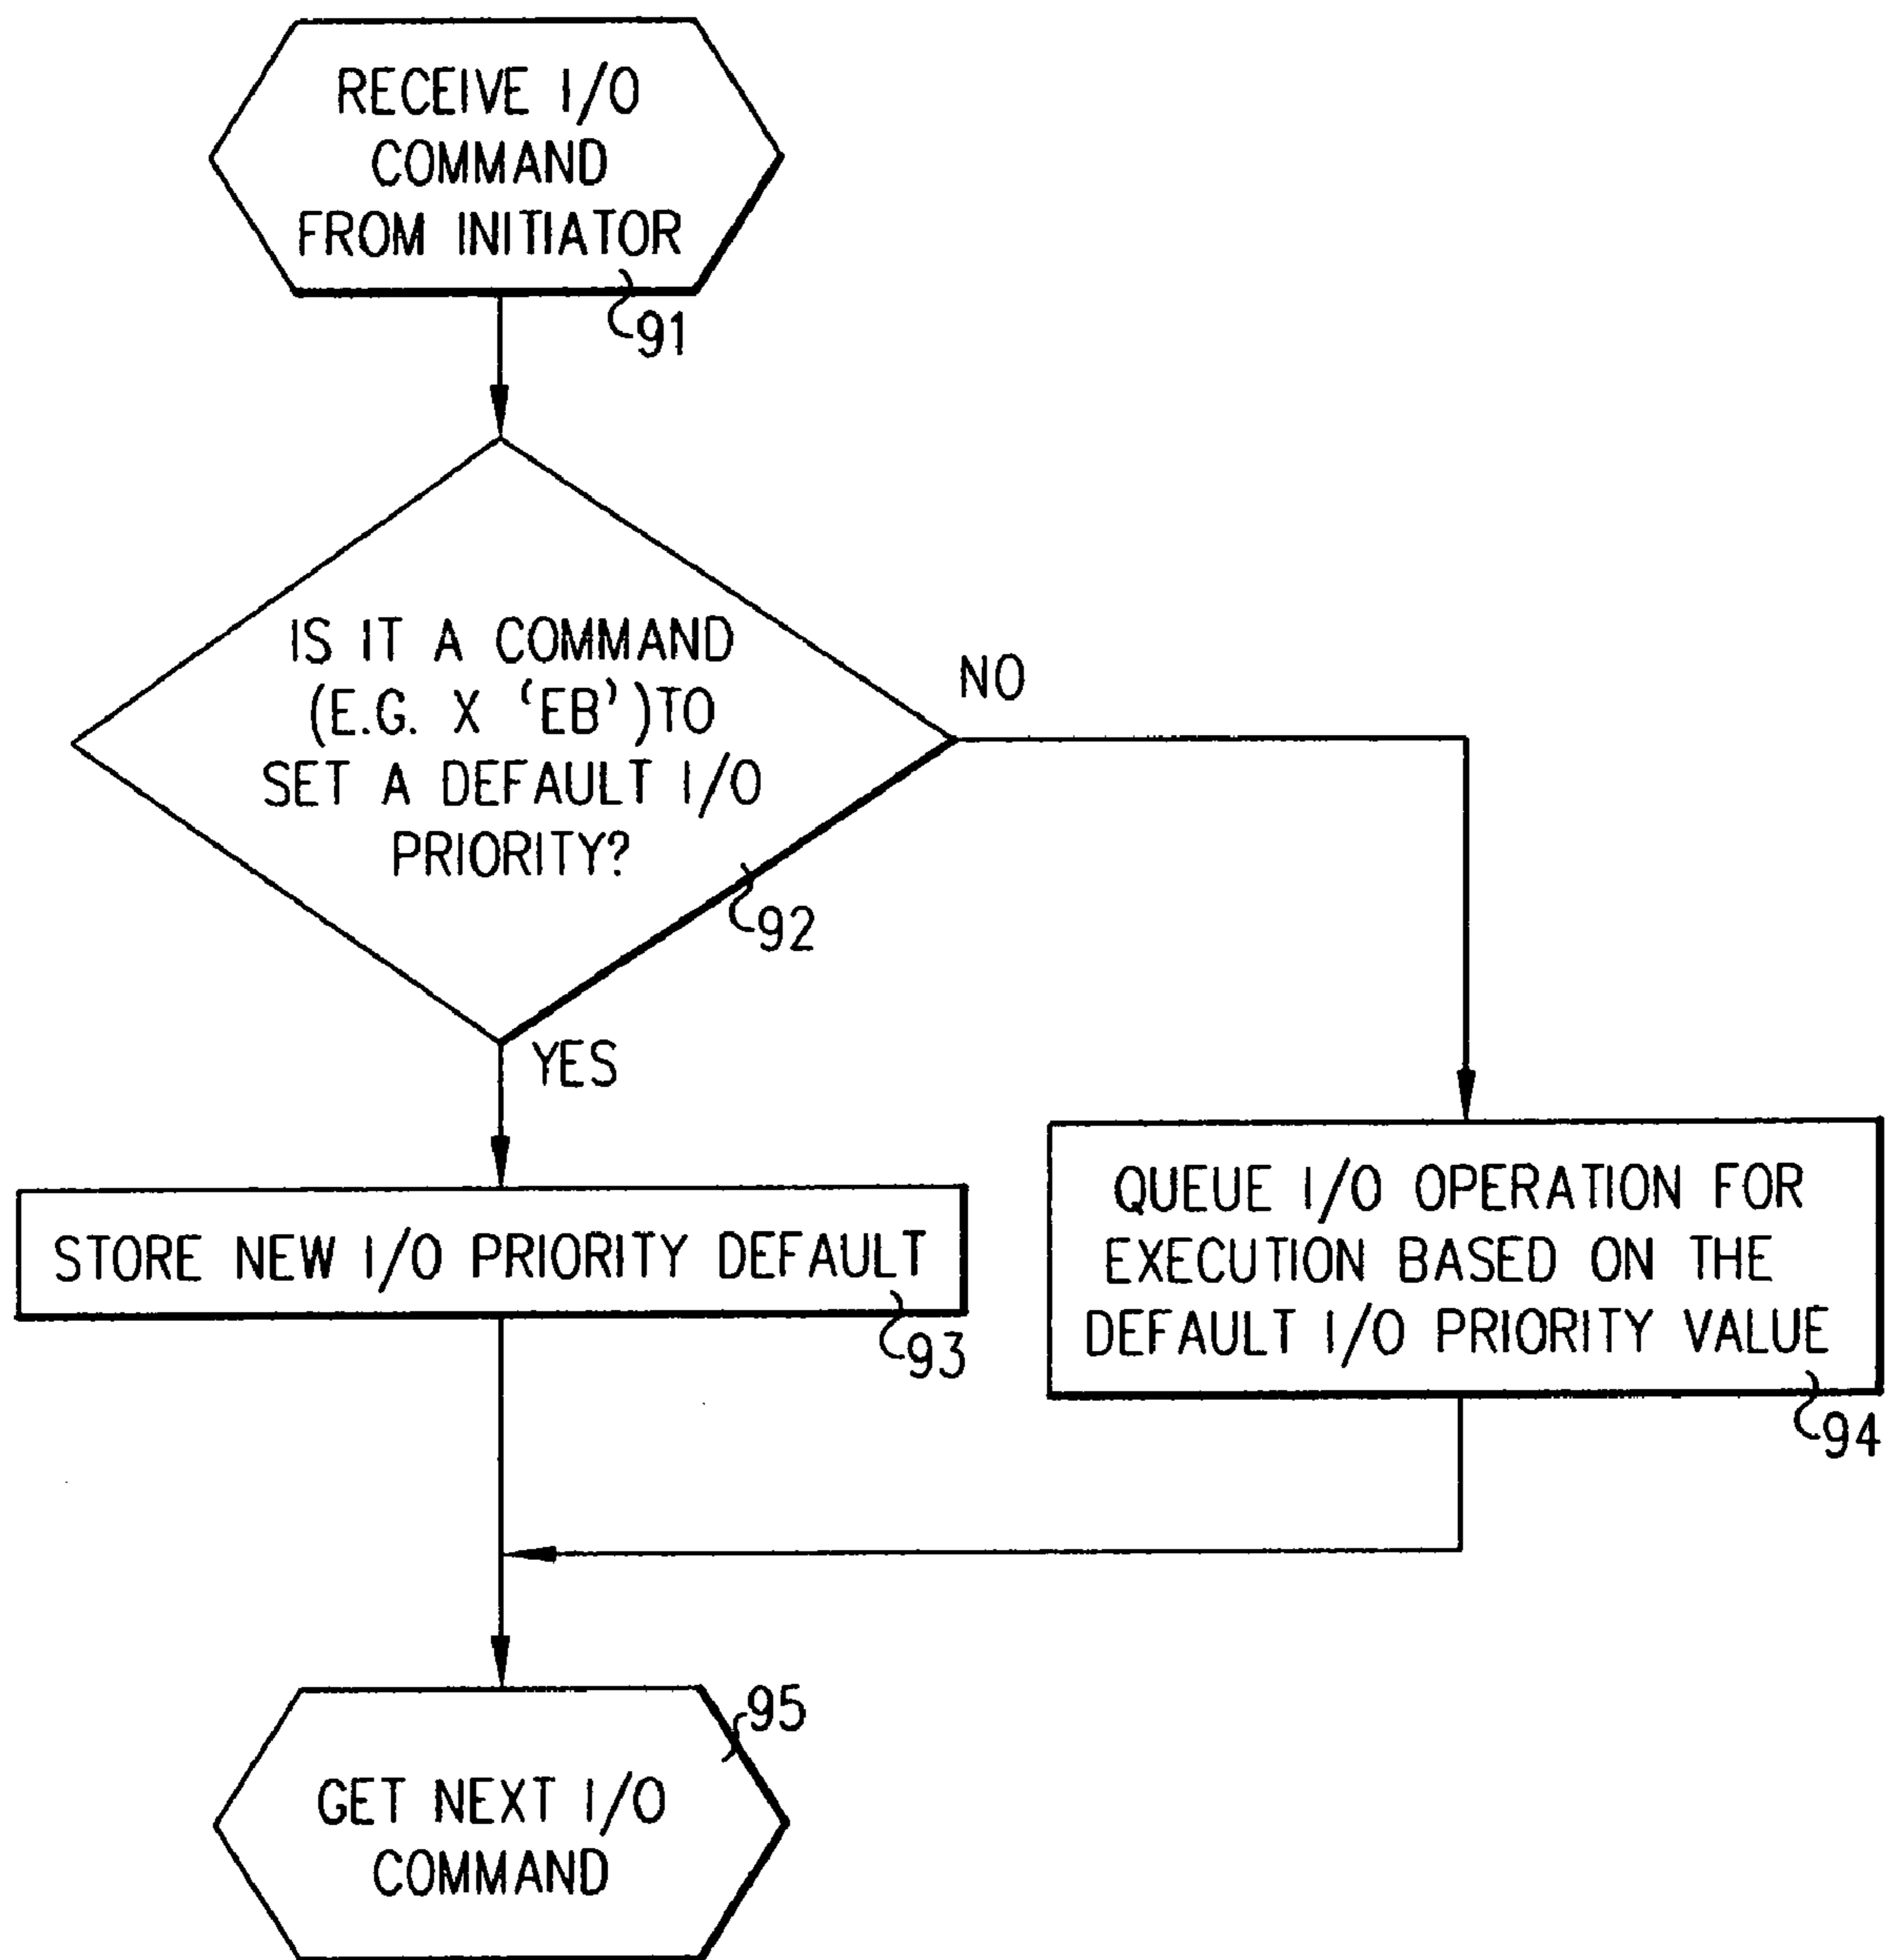 RECEIVE I/O
COMMAND
FROM INITIATOR
91
IS IT A COMMAND
(E.G. X 'EB')TO
SET A DEFAULT I/O
PRIORITY?
92
NO
YES
STORE NEW I/O PRIORITY DEFAULT
93
QUEUE I/O OPERATION FOR
EXECUTION BASED ON THE
DEFAULT I/O PRIORITY VALUE
94
95
GET NEXT I/O
COMMAND